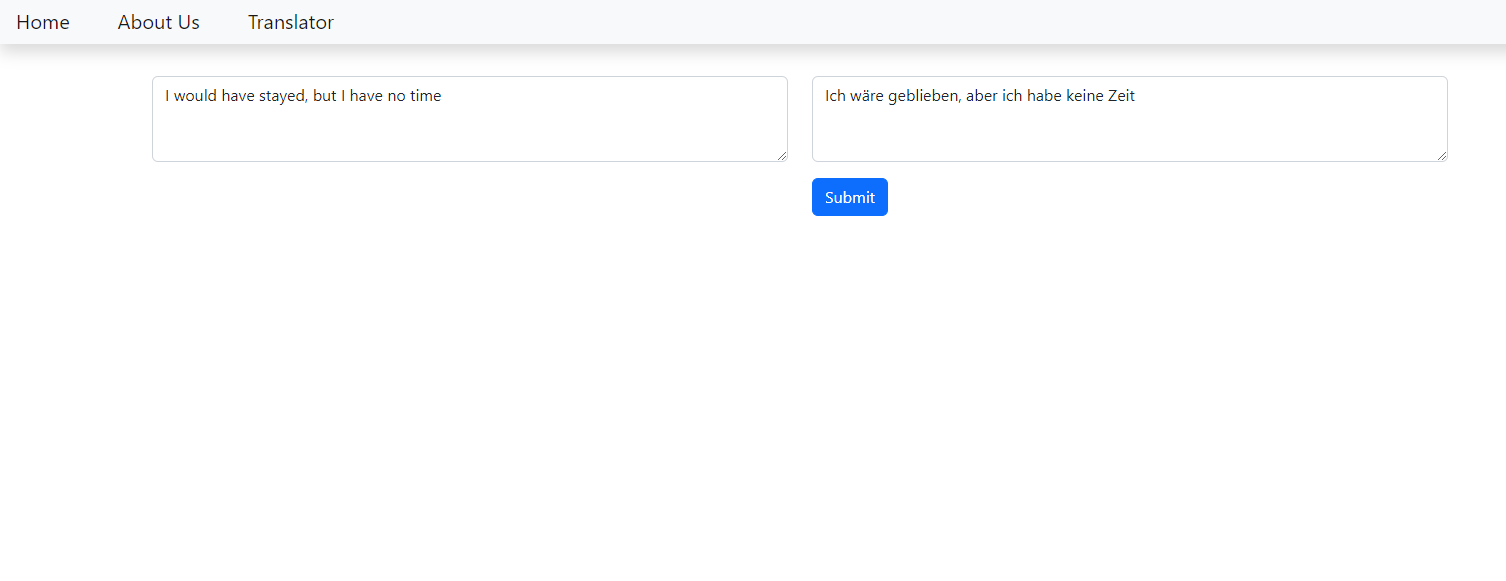 Home About Us Translator
I would have stayed, but I have no time
Ich wäre geblieben, aber ich habe keine Zeit
Submit